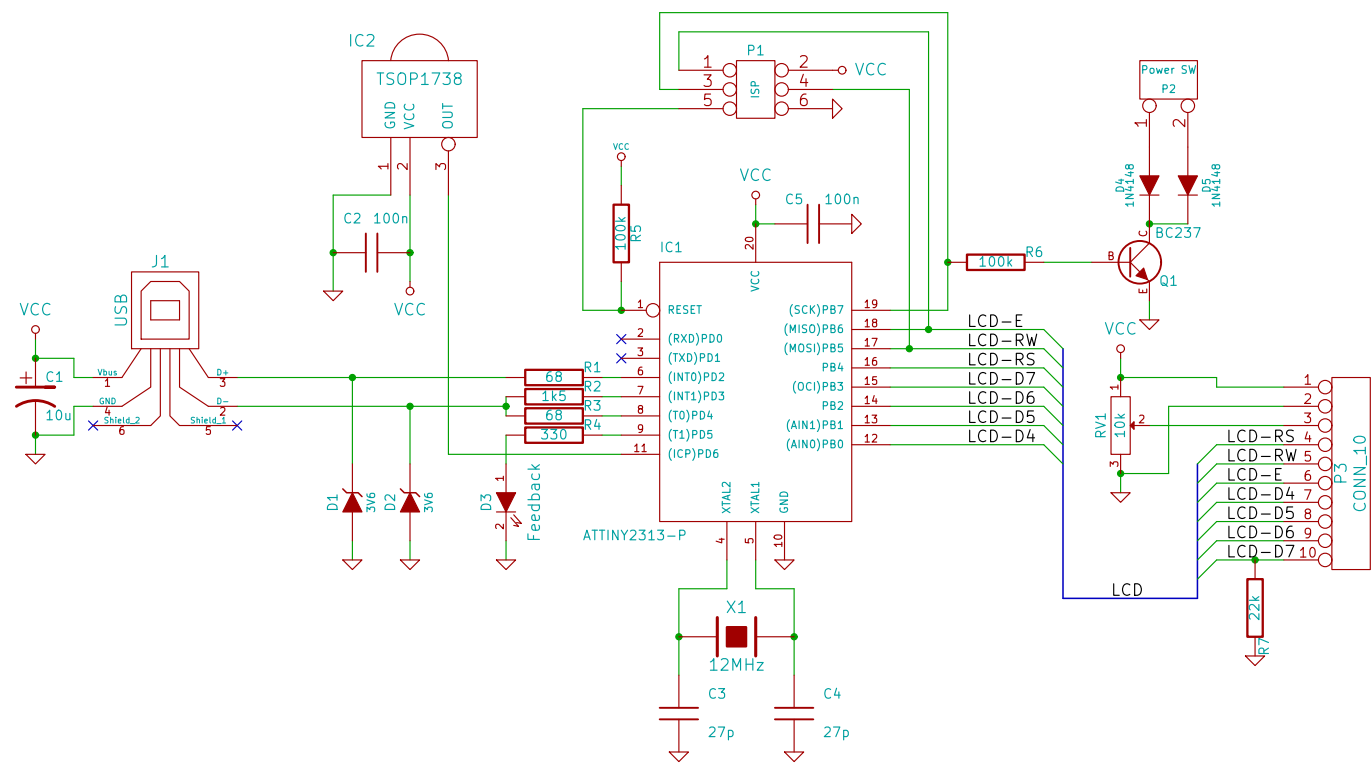 IC2
TSOP1738
GND
VCC
OUT
1
2
3
C2 100n
VCC
P1
ISP
1
3
5
2
4
6
VCC
VCC
100k
R5
VCC
C5 100n
20
VCC
IC1
ATTINY2313-P
1 RESET
2 (RXD)PD0
3 (TXD)PD1
6 (INT0)PD2
7 (INT1)PD3
8 (T0)PD4
9 (T1)PD5
11 (ICP)PD6
(SCK)PB7 19
(MISO)PB6 18
(MOSI)PB5 17
PB4 16
(OCI)PB3 15
PB2 14
(AIN1)PB1 13
(AIN0)PB0 12
XTAL2
XTAL1
GND
4
5
10
LCD-E
LCD-RW
LCD-RS
LCD-D7
LCD-D6
LCD-D5
LCD-D4
J1
USB
VCC
C1
10u
Vbus
1
GND
4
Shield_2
6
D+
3
D-
2
Shield_1
5
R1
68
R2
1k5
R3
68
R4
330
D1
3V6
D2
3V6
D3
1
2
Feedback
X1
12MHz
C3
27p
C4
27p
Power SW
P2
1
2
D4
1N4148
D5
1N4148
BC237
C
B
E
Q1
R6
100k
VCC
1
RV1
10k
2
3
1
2
3
LCD-RS 4
LCD-RW 5
LCD-E 6
LCD-D4 7
LCD-D5 8
LCD-D6 9
LCD-D7 10
P3
CONN_10
LCD
22k
R7